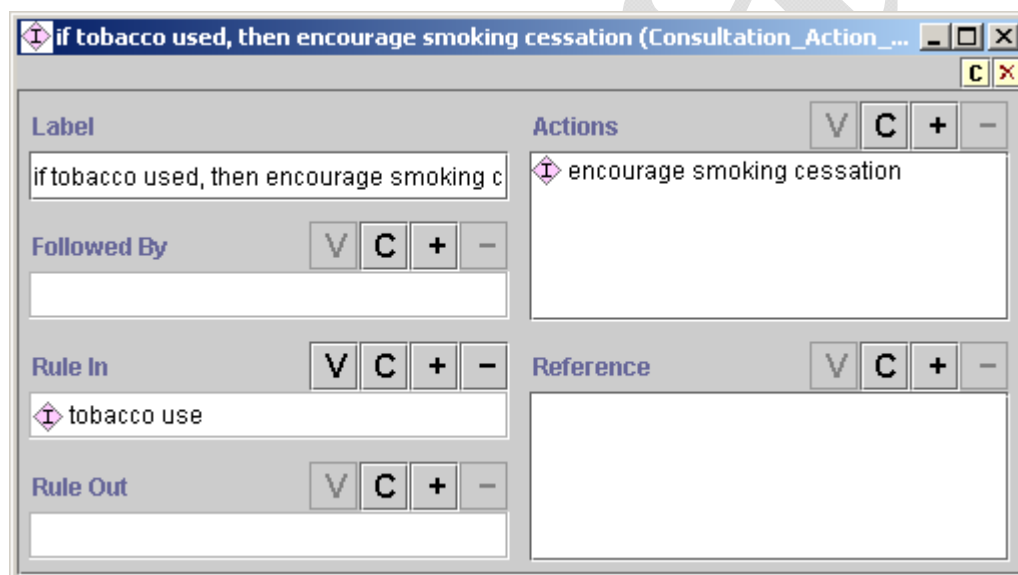 if tobacco used, then encourage smoking cessation (Consultation_Action_...
C
Label
if tobacco used, then encourage smoking c
Followed By V C + −
Rule In V C + −
I tobacco use
Rule Out V C + −
Actions V C + −
I encourage smoking cessation
Reference V C + −